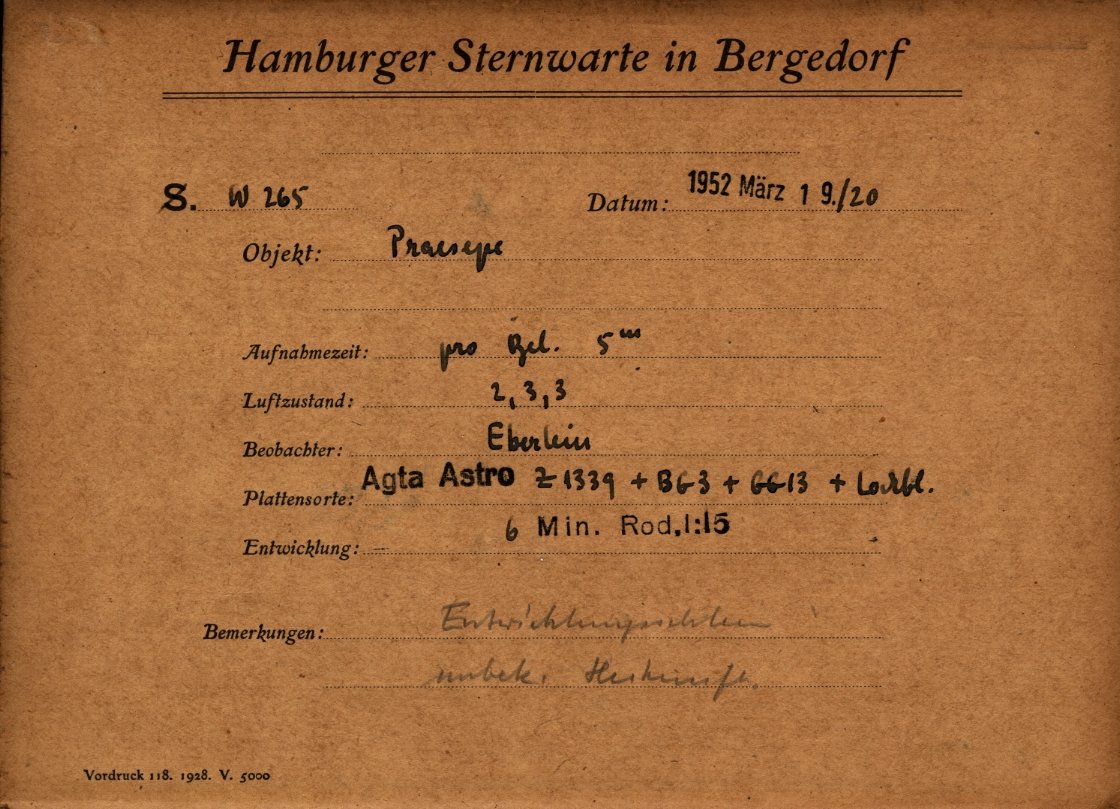 Hamburger Sternwarte in Bergedorf
S. W 265 Datum: 1952 März 1 9./20
Objekt: Praesepe
Aufnahmezeit: pro Bel. 5ᵐ
Luftzustand: 2, 3, 3
Beobachter: Eberlein
Plattensorte: Agfa Astro Z 1339 + BG3 + GG13 +
Entwicklung: 6 Min. Rod. 1:15
Bemerkungen: Entwicklungsschleier
unbek. Herkunft.
Vordruck 118. 1928. V. 5000